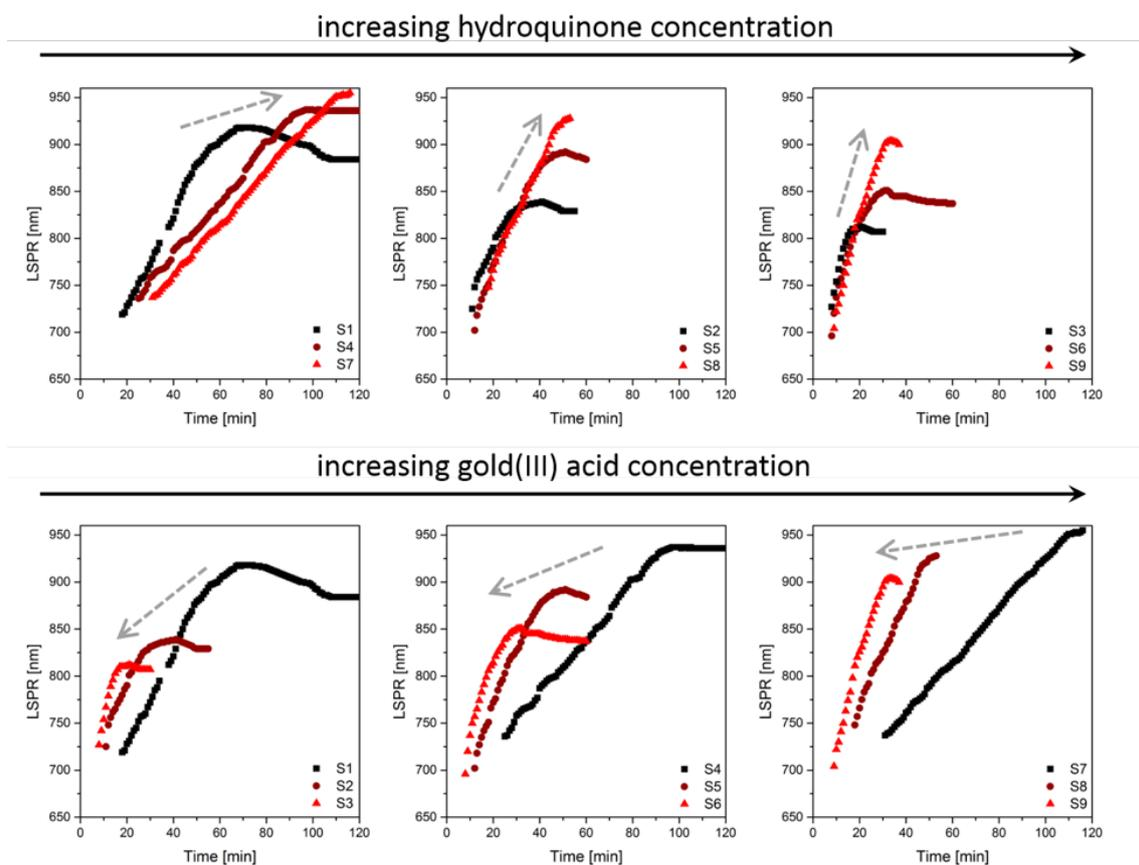 increasing hydroquinone concentration
LSPR [nm]
950
900
850
800
750
700
650
0 20 40 60 80 100 120
Time [min]
S1
S4
S7
LSPR [nm]
950
900
850
800
750
700
650
0 20 40 60 80 100 120
Time [min]
S2
S5
S8
LSPR [nm]
950
900
850
800
750
700
650
0 20 40 60 80 100 120
Time [min]
S3
S6
S9
increasing gold(III) acid concentration
LSPR [nm]
950
900
850
800
750
700
650
0 20 40 60 80 100 120
Time [min]
S1
S2
S3
LSPR [nm]
950
900
850
800
750
700
650
0 20 40 60 80 100 120
Time [min]
S4
S5
S6
LSPR [nm]
950
900
850
800
750
700
650
0 20 40 60 80 100 120
Time [min]
S7
S8
S9